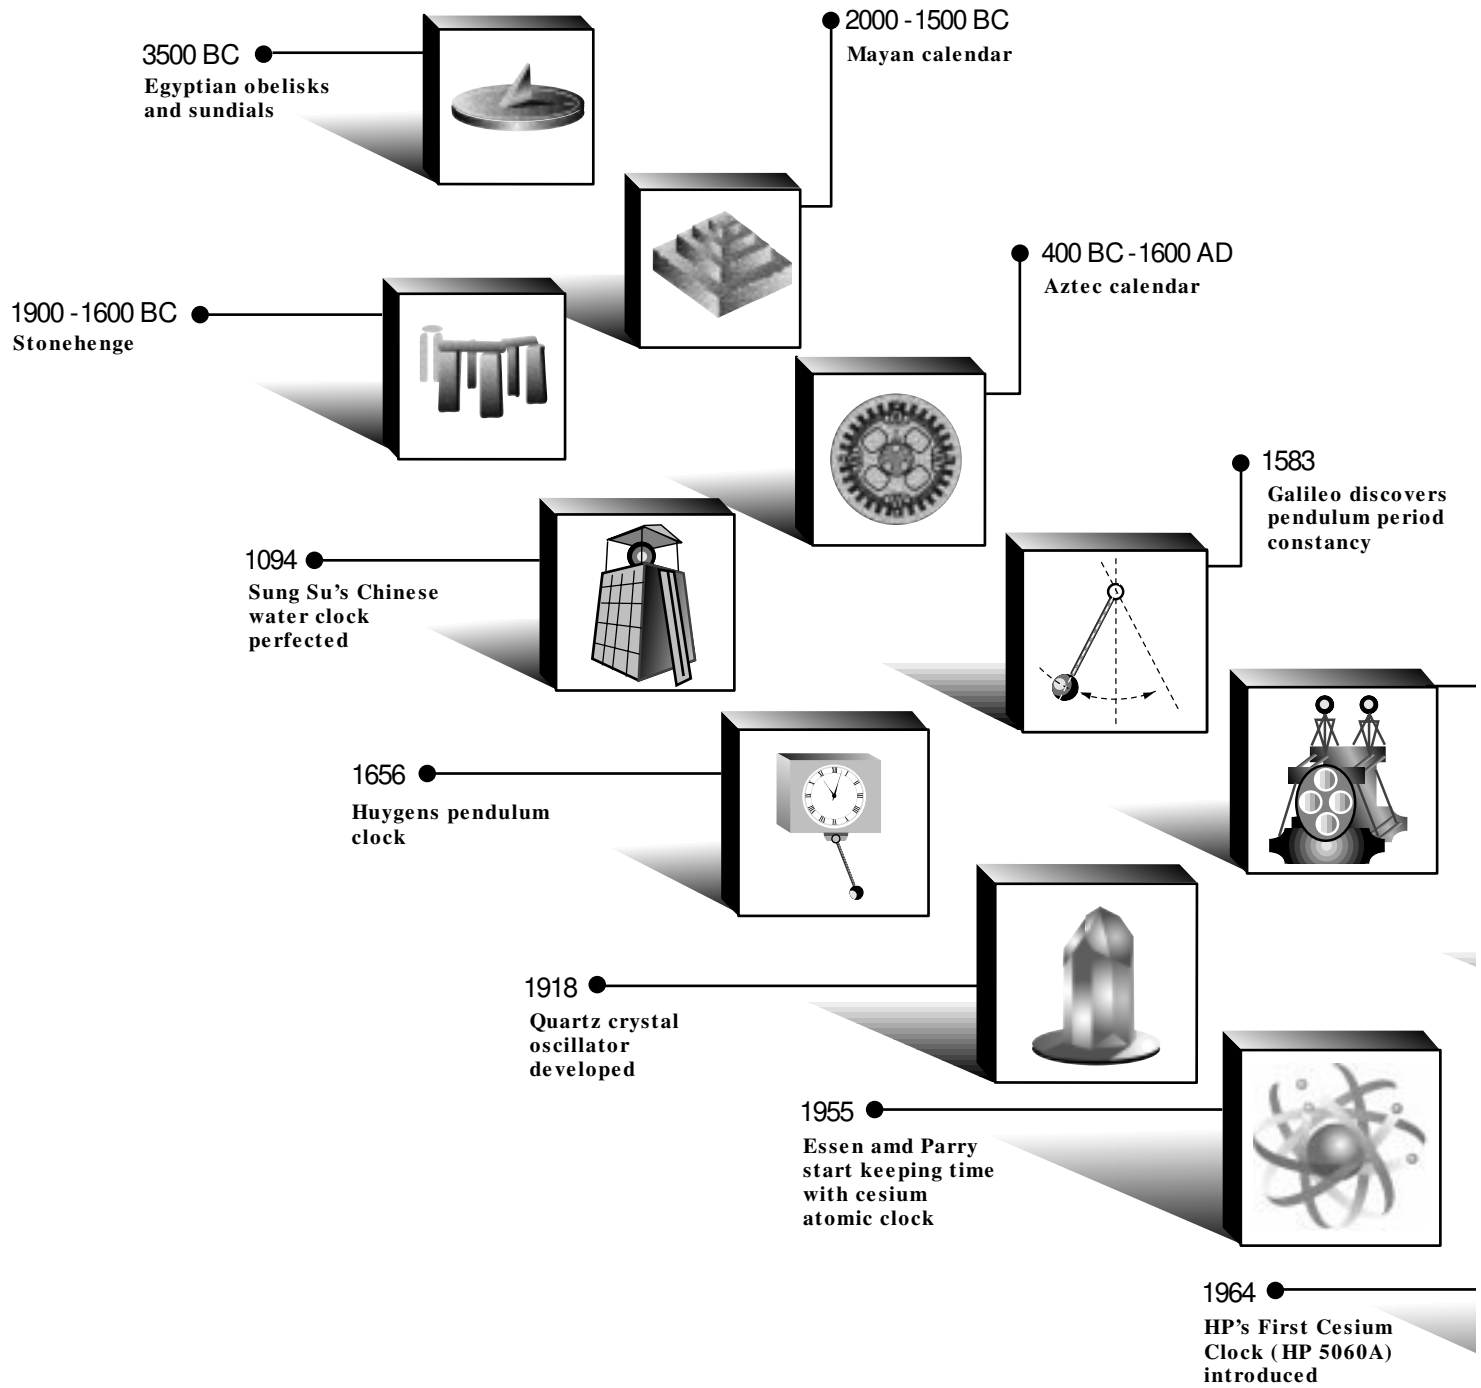 3500 BC
Egyptian obelisks
and sundials
2000 - 1500 BC
Mayan calendar
1900 - 1600 BC
Stonehenge
400 BC - 1600 AD
Aztec calendar
1094
Sung Su's Chinese
water clock
perfected
1583
Galileo discovers
pendulum period
constancy
1656
Huygens pendulum
clock
1918
Quartz crystal
oscillator
developed
1955
Essen amd Parry
start keeping time
with cesium
atomic clock
1964
HP's First Cesium
Clock (HP 5060A)
introduced